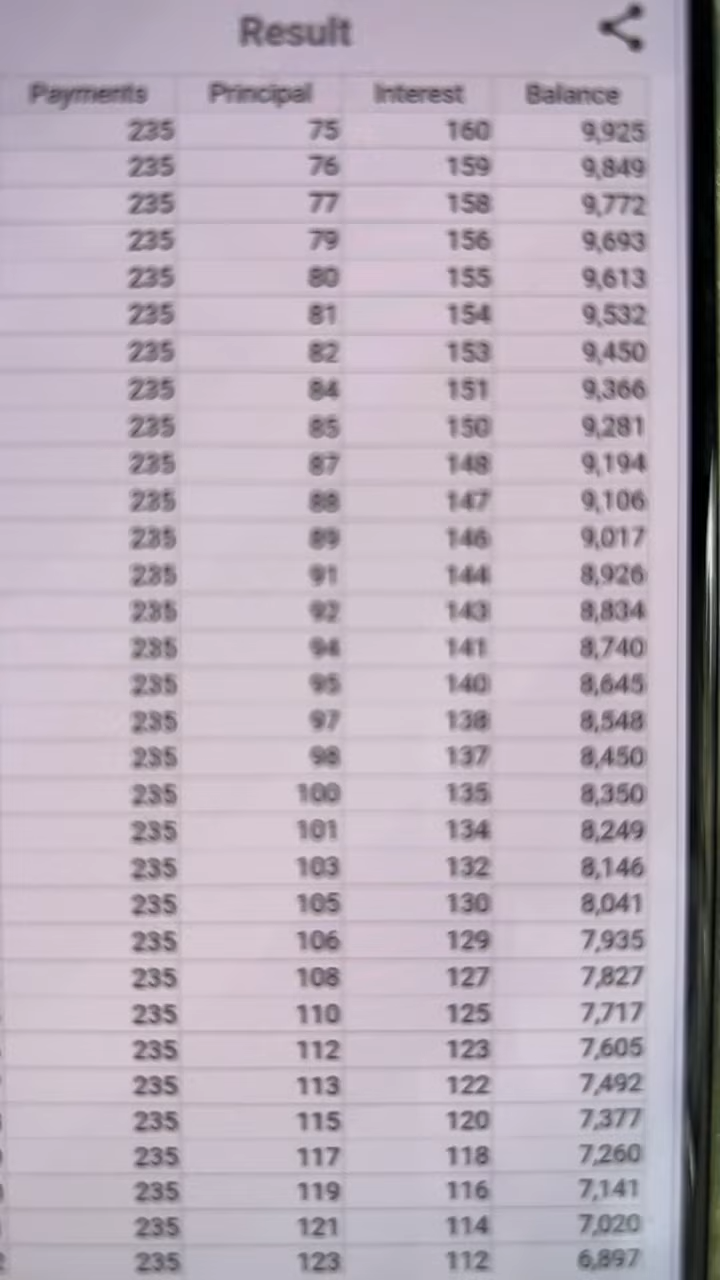 Result
Payments Principal Interest Balance
235 75 160 9,925
235 76 159 9,849
235 77 158 9,772
235 79 156 9,693
235 80 155 9,613
235 81 154 9,532
235 82 153 9,450
235 84 151 9,366
235 85 150 9,281
235 87 148 9,194
235 88 147 9,106
235 89 146 9,017
235 91 144 8,926
235 92 143 8,834
235 94 141 8,740
235 95 140 8,645
235 97 138 8,548
235 98 137 8,450
235 100 135 8,350
235 101 134 8,249
235 103 132 8,146
235 105 130 8,041
235 106 129 7,935
235 108 127 7,827
235 110 125 7,717
235 112 123 7,605
235 113 122 7,492
235 115 120 7,377
235 117 118 7,260
235 119 116 7,141
235 121 114 7,020
235 123 112 6,897